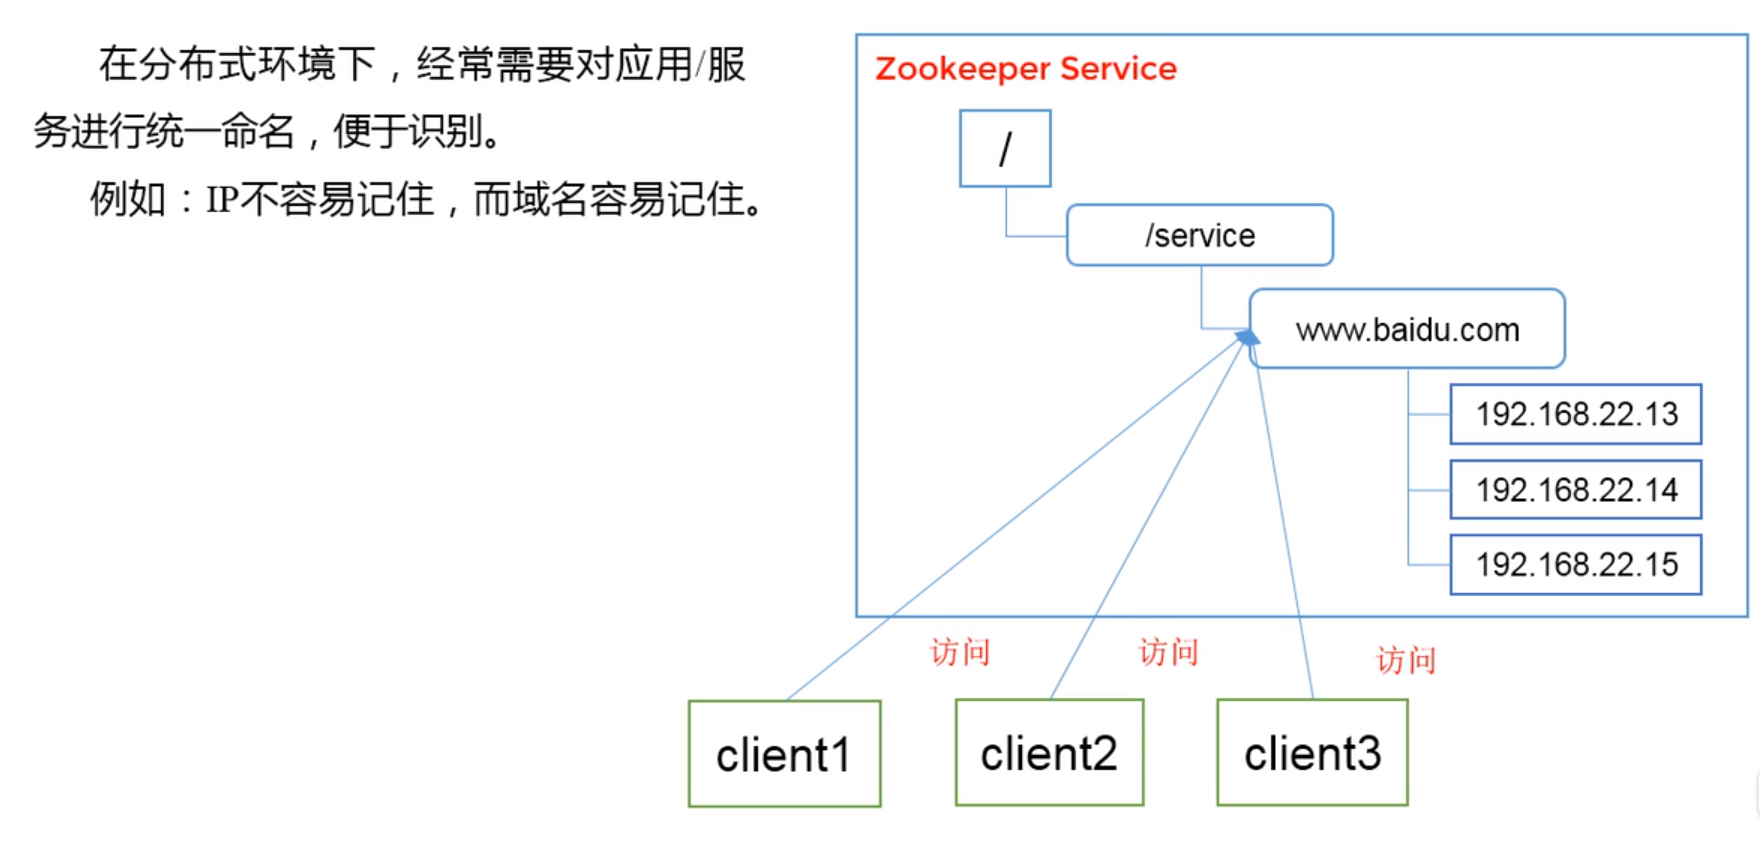 在分布式环境下，经常需要对应用/服
务进行统一命名，便于识别。
例如：IP不容易记住，而域名容易记住。
Zookeeper Service
/
/service
www.baidu.com
192.168.22.13
192.168.22.14
192.168.22.15
访问
访问
访问
client1
client2
client3